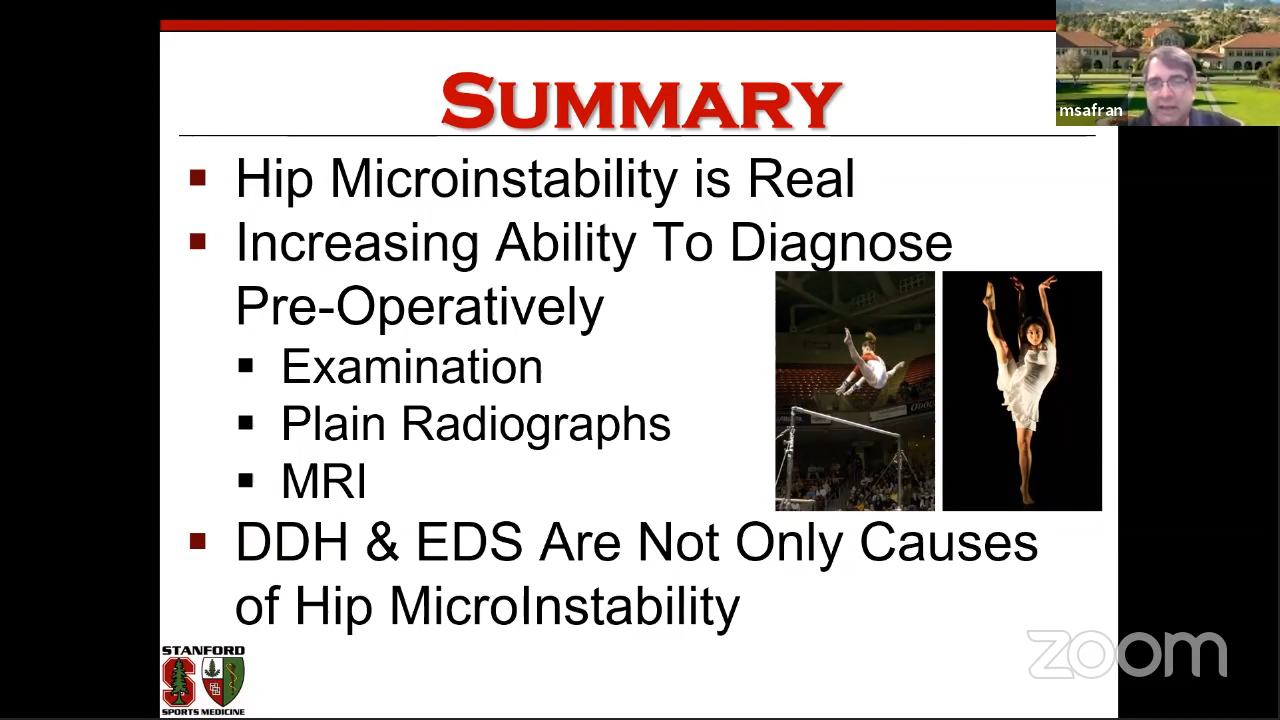 SUMMARY
msafran
▪ Hip Microinstability is Real
▪ Increasing Ability To Diagnose
Pre-Operatively
▪ Examination
▪ Plain Radiographs
▪ MRI
▪ DDH & EDS Are Not Only Causes
of Hip MicroInstability
STANFORD
S
SPORTS MEDICINE
zoom